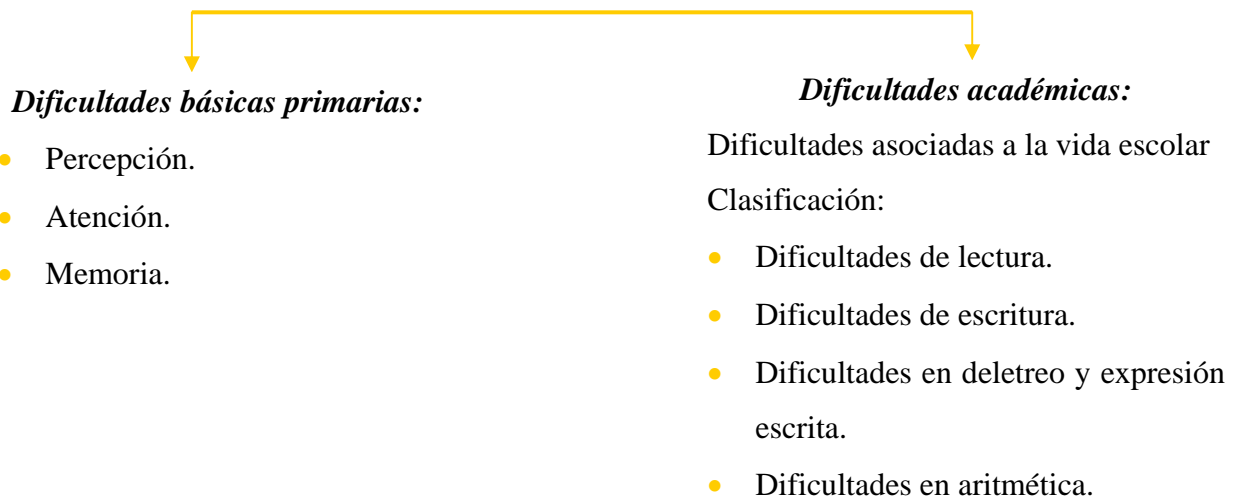 Dificultades básicas primarias:
• Percepción.
• Atención.
• Memoria.
Dificultades académicas:
Dificultades asociadas a la vida escolar
Clasificación:
• Dificultades de lectura.
• Dificultades de escritura.
• Dificultades en deletreo y expresión
escrita.
• Dificultades en aritmética.